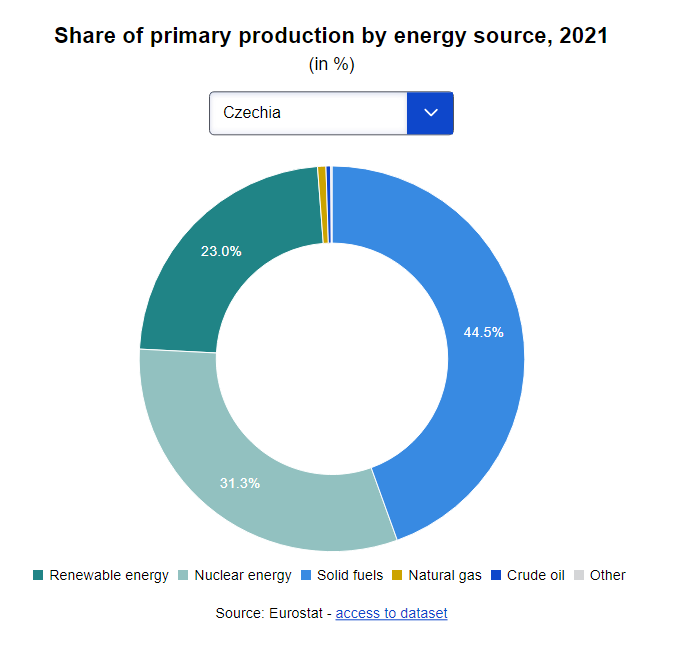 Share of primary production by energy source, 2021
(in %)
Czechia
23.0%
44.5%
31.3%
Renewable energy Nuclear energy Solid fuels Natural gas Crude oil Other
Source: Eurostat - access to dataset